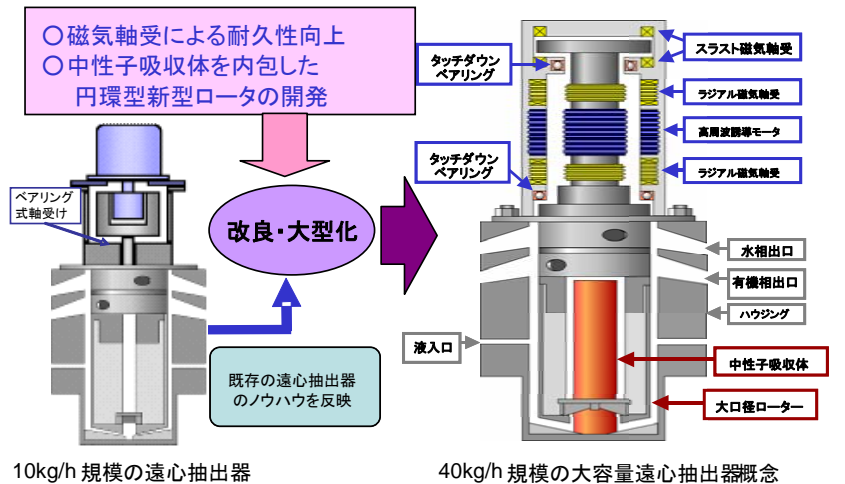 〇磁気軸受による耐久性向上
〇中性子吸収体を内包した
円環型新型ロータの開発
ベアリング
式軸受け
改良・大型化
既存の遠心抽出器
のノウハウを反映
10kg/h 規模の遠心抽出器
タッチダウン
ベアリング
スラスト磁気軸受
ラジアル磁気軸受
高周波誘導モータ
タッチダウン
ベアリング
ラジアル磁気軸受
水相出口
有機相出口
ハウジング
液入口
中性子吸収体
大口径ローター
40kg/h 規模の大容量遠心抽出器概念